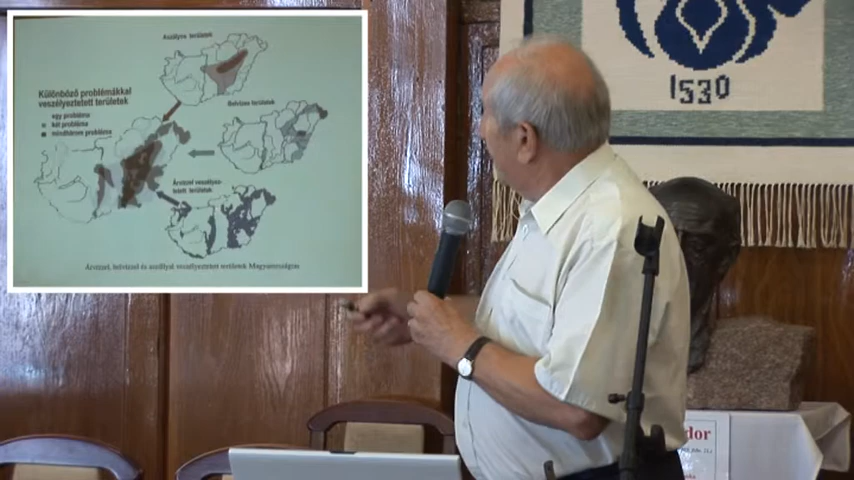 Aszályos területek
Különböző problémákkal
veszélyeztetett területek
egy probléma
két probléma
mindhárom probléma
Belvizes területek
Árvízzel veszélyez-
tetett területek
Árvízzel, belvízzel és aszállyal veszélyeztetett területek Magyarországon
1530
dor